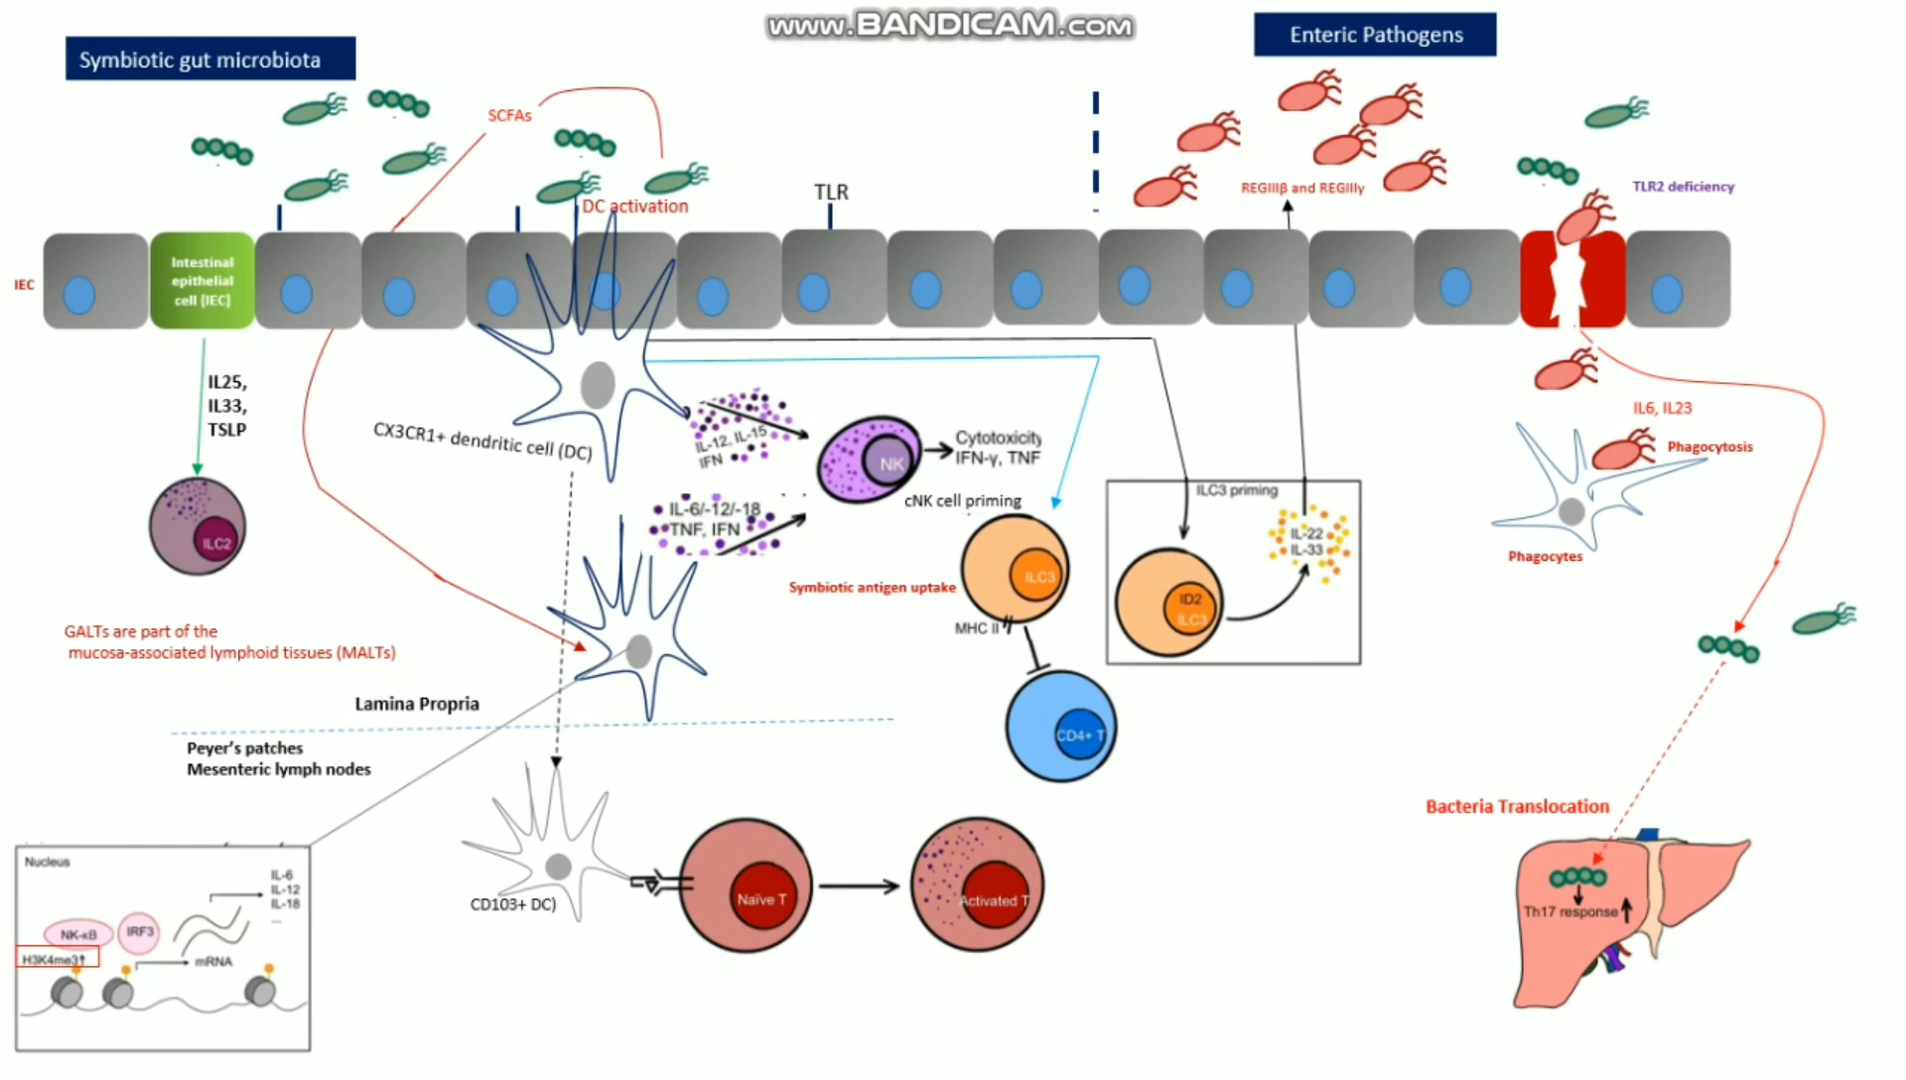 www.BANDICAM.com
Symbiotic gut microbiota
Enteric Pathogens
SCFAs
DC activation
TLR
REGIIIβ and REGIIIγ
TLR2 deficiency
IEC
Intestinal
epithelial
cell (IEC)
IL25,
IL33,
TSLP
ILC2
CX3CR1+ dendritic cell (DC)
IL-12, IL-15
IFN
NK
Cytotoxicity
IFN-γ, TNF
cNK cell priming
IL-6/-12/-18
TNF, IFN
Symbiotic antigen uptake
ILC3
MHC II
CD4+ T
ILC3 priming
IL-22
IL-33
ID2
ILC3
IL6, IL23
Phagocytosis
Phagocytes
GALTs are part of the
mucosa-associated lymphoid tissues (MALTs)
Lamina Propria
Peyer's patches
Mesenteric lymph nodes
CD103+ DC)
Naïve T
Activated T
Nucleus
IL-6
IL-12
IL-18
...
NK-κB
IRF3
H3K4me3↑
mRNA
Bacteria Translocation
Th17 response